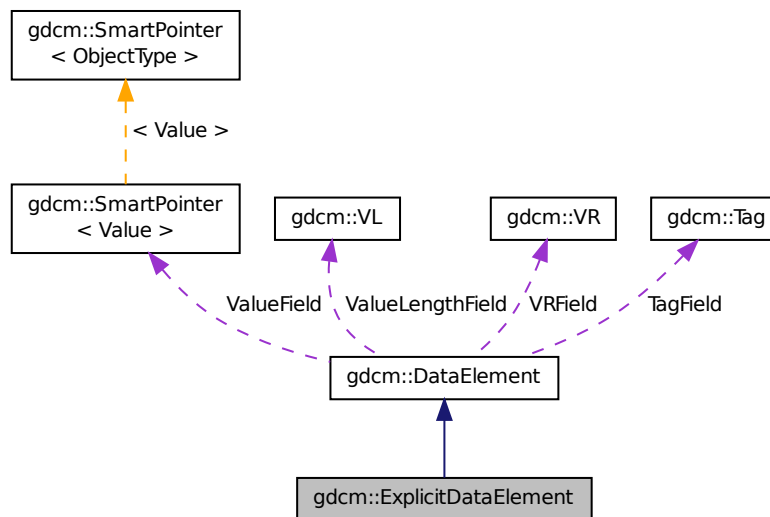 gdcm::SmartPointer
< ObjectType >
< Value >
gdcm::SmartPointer
< Value >
gdcm::VL
gdcm::VR
gdcm::Tag
ValueField
ValueLengthField
VRField
TagField
gdcm::DataElement
gdcm::ExplicitDataElement